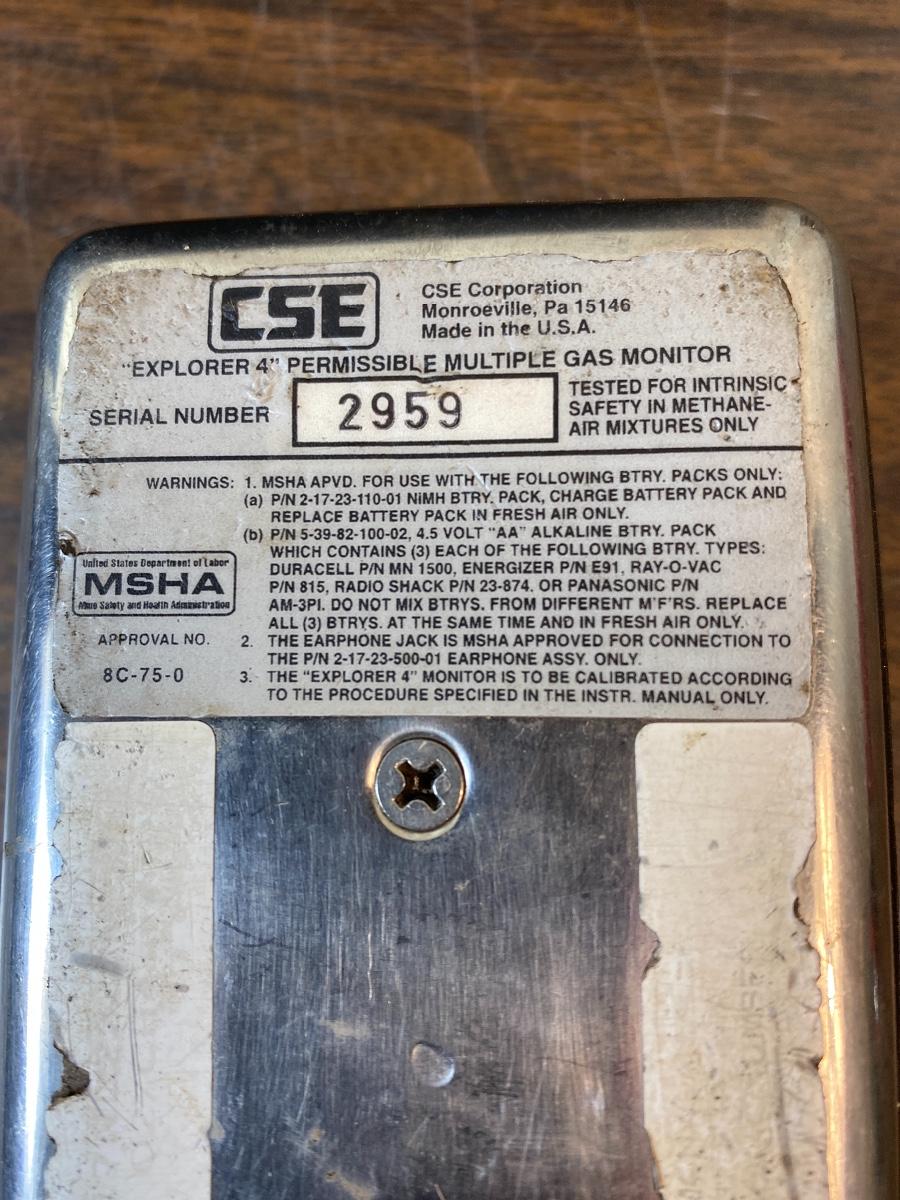 CSE
CSE Corporation
Monroeville, Pa 15146
Made in the U.S.A.
"EXPLORER 4" PERMISSIBLE MULTIPLE GAS MONITOR
SERIAL NUMBER
2959
TESTED FOR INTRINSIC
SAFETY IN METHANE-
AIR MIXTURES ONLY
WARNINGS: 1. MSHA APVD. FOR USE WITH THE FOLLOWING BTRY. PACKS ONLY:
(a) P/N 2-17-23-110-01 NiMH BTRY. PACK, CHARGE BATTERY PACK AND
REPLACE BATTERY PACK IN FRESH AIR ONLY.
(b) P/N 5-39-82-100-02, 4.5 VOLT "AA" ALKALINE BTRY. PACK
WHICH CONTAINS (3) EACH OF THE FOLLOWING BTRY. TYPES:
DURACELL P/N MN 1500, ENERGIZER P/N E91, RAY-O-VAC
P/N 815, RADIO SHACK P/N 23-874, OR PANASONIC P/N
AM-3PI. DO NOT MIX BTRYS. FROM DIFFERENT M'F'RS. REPLACE
ALL (3) BTRYS. AT THE SAME TIME AND IN FRESH AIR ONLY.
2. THE EARPHONE JACK IS MSHA APPROVED FOR CONNECTION TO
THE P/N 2-17-23-500-01 EARPHONE ASSY. ONLY.
3. THE "EXPLORER 4" MONITOR IS TO BE CALIBRATED ACCORDING
TO THE PROCEDURE SPECIFIED IN THE INSTR. MANUAL ONLY.
United States Department of Labor
MSHA
Mine Safety and Health Administration
APPROVAL NO.
8C-75-0